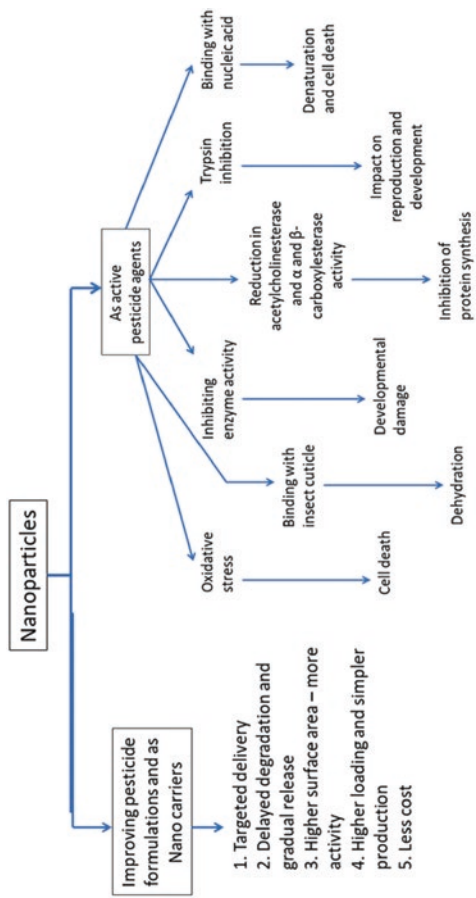 Nanoparticles
Improving pesticide
formulations and as
Nano carriers
1. Targeted delivery
2. Delayed degradation and
gradual release
3. Higher surface area – more
activity
4. Higher loading and simpler
production
5. Less cost
As active
pesticide agents
Oxidative
stress
Cell death
Binding with
insect cuticle
Dehydration
Inhibiting
enzyme activity
Developmental
damage
Reduction in
acetylcholinesterase
and α and β-
carboxylesterase
activity
Inhibition of
protein synthesis
Trypsin
inhibition
Impact on
reproduction and
development
Binding with
nucleic acid
Denaturation
and cell death